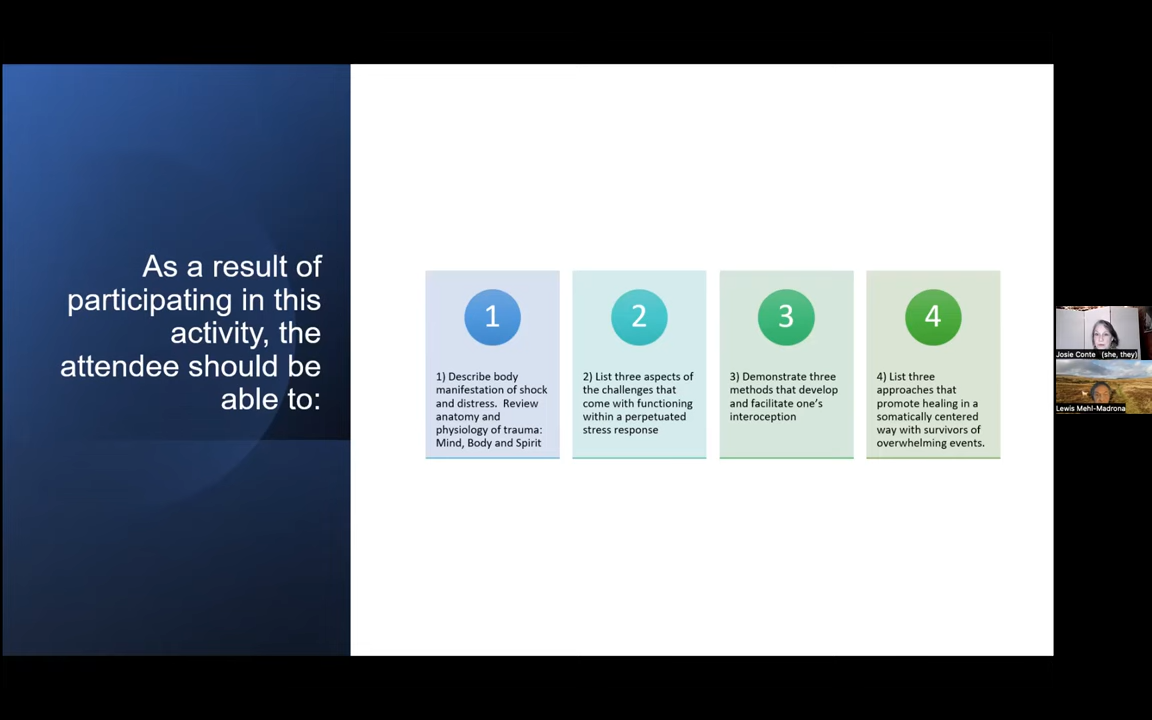 As a result of
participating in this
activity, the
attendee should be
able to:
1
1) Describe body
manifestation of shock
and distress.  Review
anatomy and
physiology of trauma:
Mind, Body and Spirit
2
2) List three aspects of
the challenges that
come with functioning
within a perpetuated
stress response
3
3) Demonstrate three
methods that develop
and facilitate one's
interoception
4
4) List three
approaches that
promote healing in a
somatically centered
way with survivors of
overwhelming events.
Josie Conte (she, they)
Lewis Mehl-Madrona